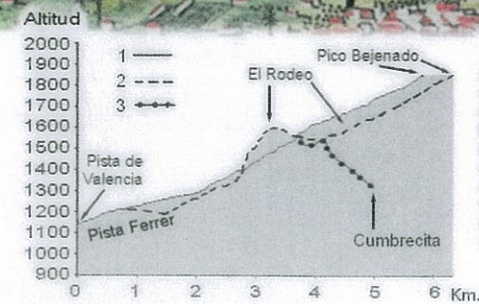 Altitud
2000
1900
1800
1700
1600
1500
1400
1300
1200
1100
1000
900
1
2
3
Pico Bejenado
El Rodeo
Pista de
Valencia
Pista Ferrer
Cumbrecita
0 1 2 3 4 5 6 Km.